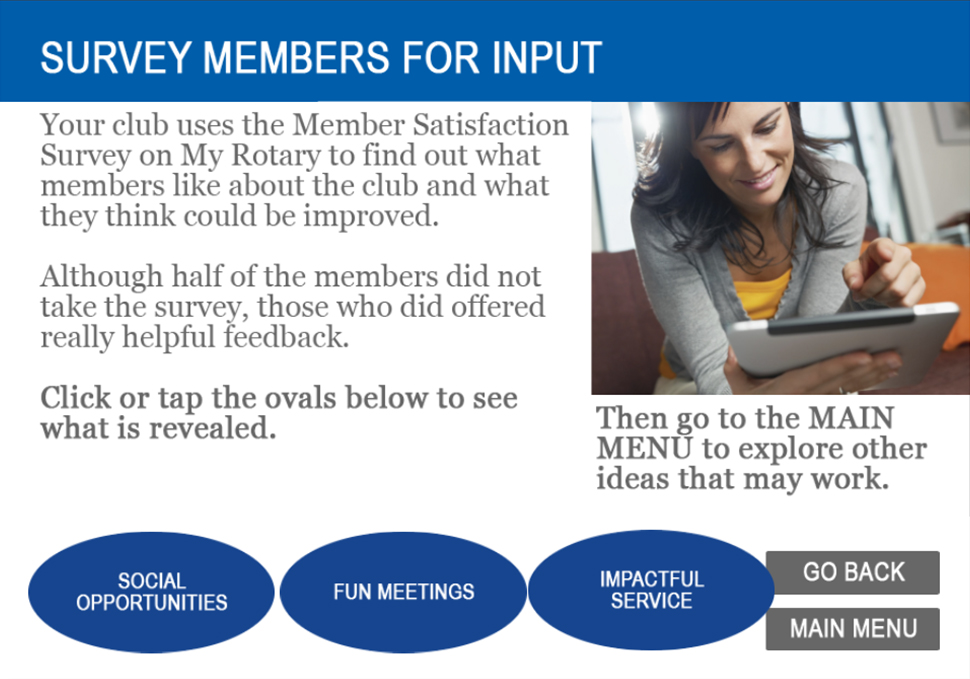 SURVEY MEMBERS FOR INPUT
Your club uses the Member Satisfaction
Survey on My Rotary to find out what
members like about the club and what
they think could be improved.
Although half of the members did not
take the survey, those who did offered
really helpful feedback.
Click or tap the ovals below to see
what is revealed.
Then go to the MAIN
MENU to explore other
ideas that may work.
SOCIAL
OPPORTUNITIES
FUN MEETINGS
IMPACTFUL
SERVICE
GO BACK
MAIN MENU